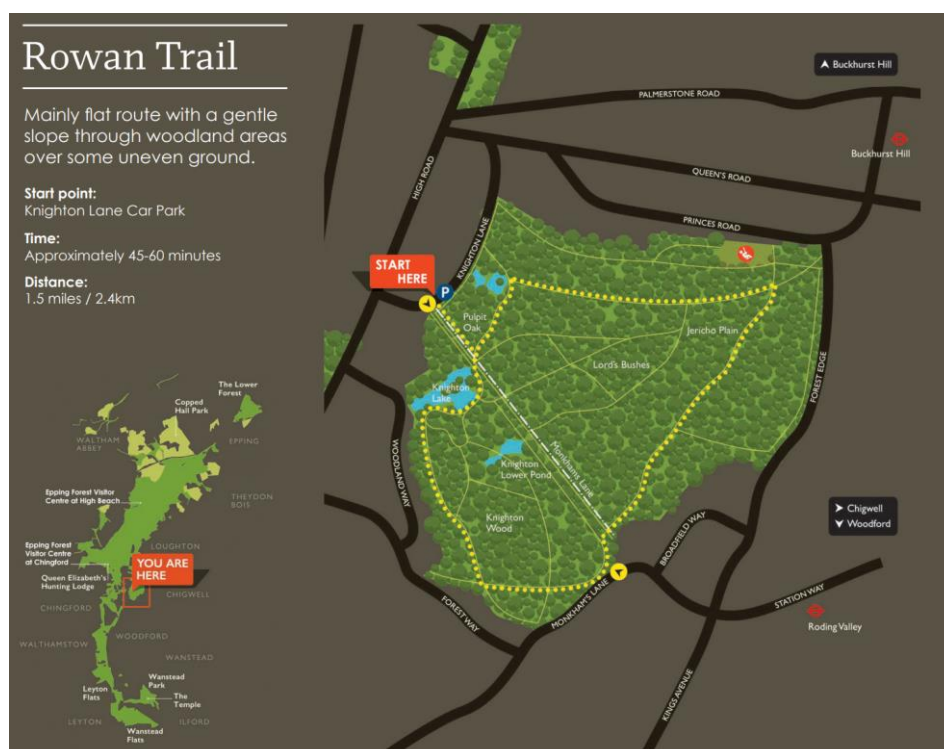 Rowan Trail
Mainly flat route with a gentle
slope through woodland areas
over some uneven ground.
Start point:
Knighton Lane Car Park
Time:
Approximately 45-60 minutes
Distance:
1.5 miles / 2.4km
The Lower
Forest
Copped
Hall Park
WALTHAM
ABBEY
EPPING
Epping Forest Visitor
Centre at High Beach
THEYDON
BOIS
Epping Forest
Visitor Centre
at Chingford
LOUGHTON
YOU ARE
HERE
Queen Elizabeth's
Hunting Lodge
CHIGWELL
CHINGFORD
WOODFORD
WALTHAMSTOW
WANSTEAD
Wanstead
Park
Leyton
Flats
The
Temple
LEYTON
ILFORD
Wanstead
Flats
Buckhurst Hill
PALMERSTONE ROAD
Buckhurst Hill
HIGH ROAD
QUEEN'S ROAD
PRINCES ROAD
KNIGHTON LANE
START
HERE
P
Pulpit
Oak
Jericho Plain
Lord's Bushes
Knighton
Lake
FOREST EDGE
WOODLAND WAY
Monkhams Lane
Knighton
Lower Pond
Knighton
Wood
Chigwell
Woodford
BROADFIELD WAY
FOREST WAY
MONKHAM'S LANE
STATION WAY
Roding Valley
KINGS AVENUE